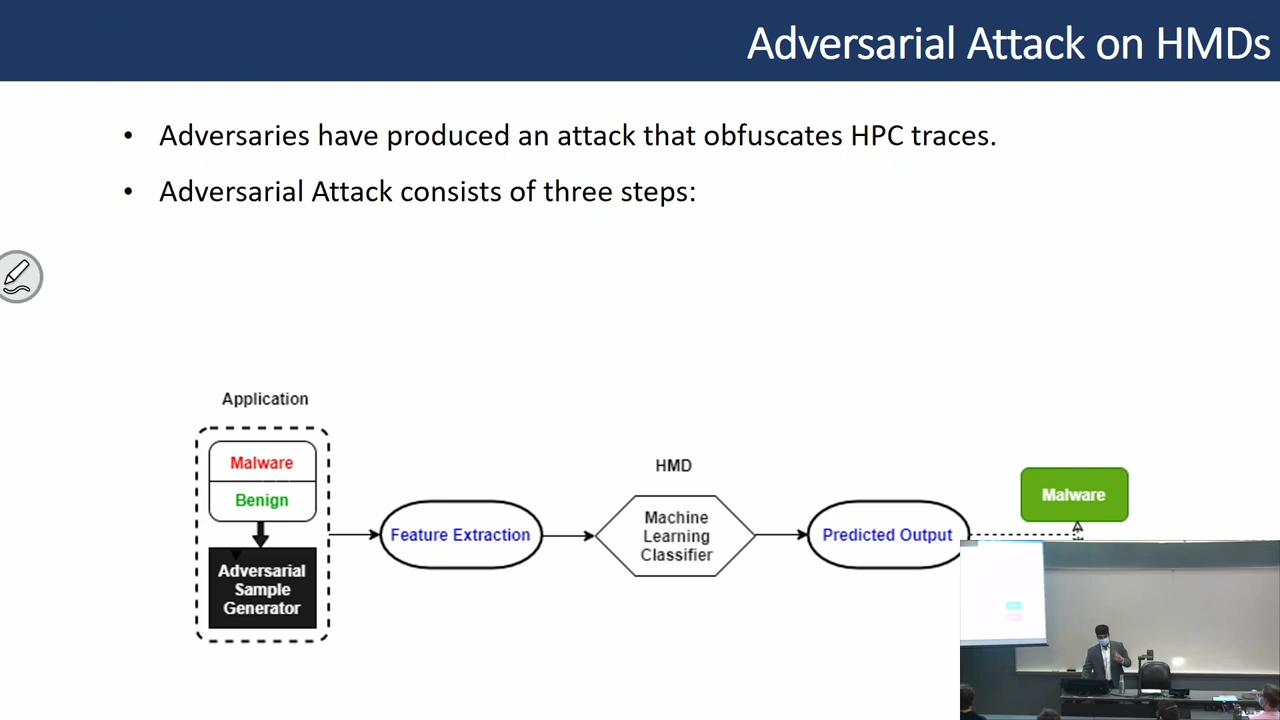 Adversarial Attack on HMDs
• Adversaries have produced an attack that obfuscates HPC traces.
• Adversarial Attack consists of three steps:
Application
Malware
Benign
Adversarial
Sample
Generator
Feature Extraction
HMD
Machine
Learning
Classifier
Predicted Output
Malware